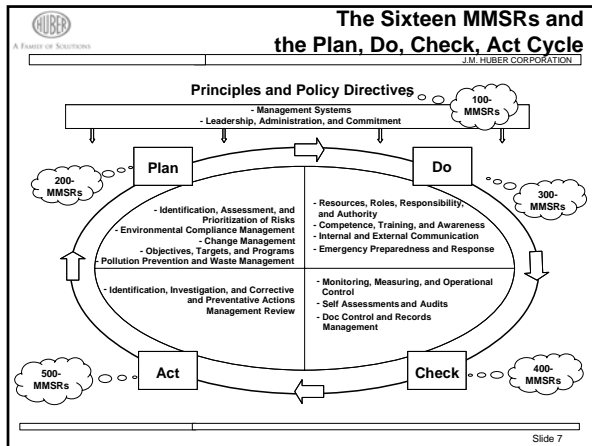 HUBER
A FAMILY OF SOLUTIONS
The Sixteen MMSRs and
the Plan, Do, Check, Act Cycle
J.M. HUBER CORPORATION
Principles and Policy Directives
- Management Systems
- Leadership, Administration, and Commitment
100-
MMSRs
Plan
Do
200-
MMSRs
300-
MMSRs
- Identification, Assessment, and
Prioritization of Risks
- Environmental Compliance Management
- Change Management
- Objectives, Targets, and Programs
- Pollution Prevention and Waste Management
- Resources, Roles, Responsibility,
and Authority
- Competence, Training, and Awareness
- Internal and External Communication
- Emergency Preparedness and Response
- Identification, Investigation, and Corrective
and Preventative Actions
Management Review
- Monitoring, Measuring, and Operational
Control
- Self Assessments and Audits
- Doc Control and Records
Management
500-
MMSRs
Act
Check
400-
MMSRs
Slide 7